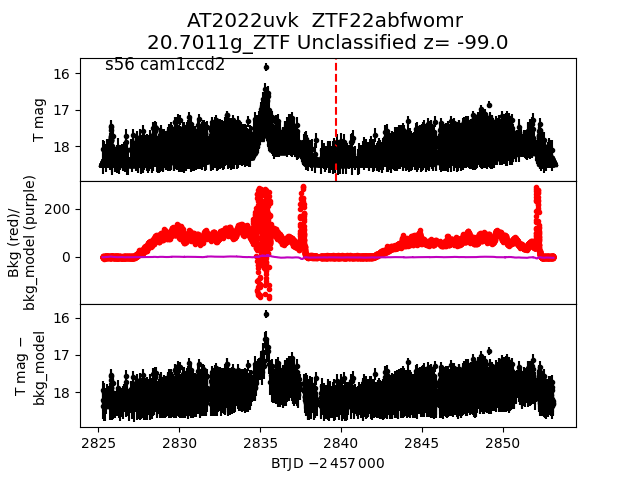 AT2022uvk  ZTF22abfwomr
20.7011g_ZTF Unclassified z= -99.0
s56 cam1ccd2
T mag
16
17
18
Bkg (red)/
bkg_model (purple)
200
0
T mag −
bkg_model
16
17
18
2825 2830 2835 2840 2845 2850
BTJD −2 457 000